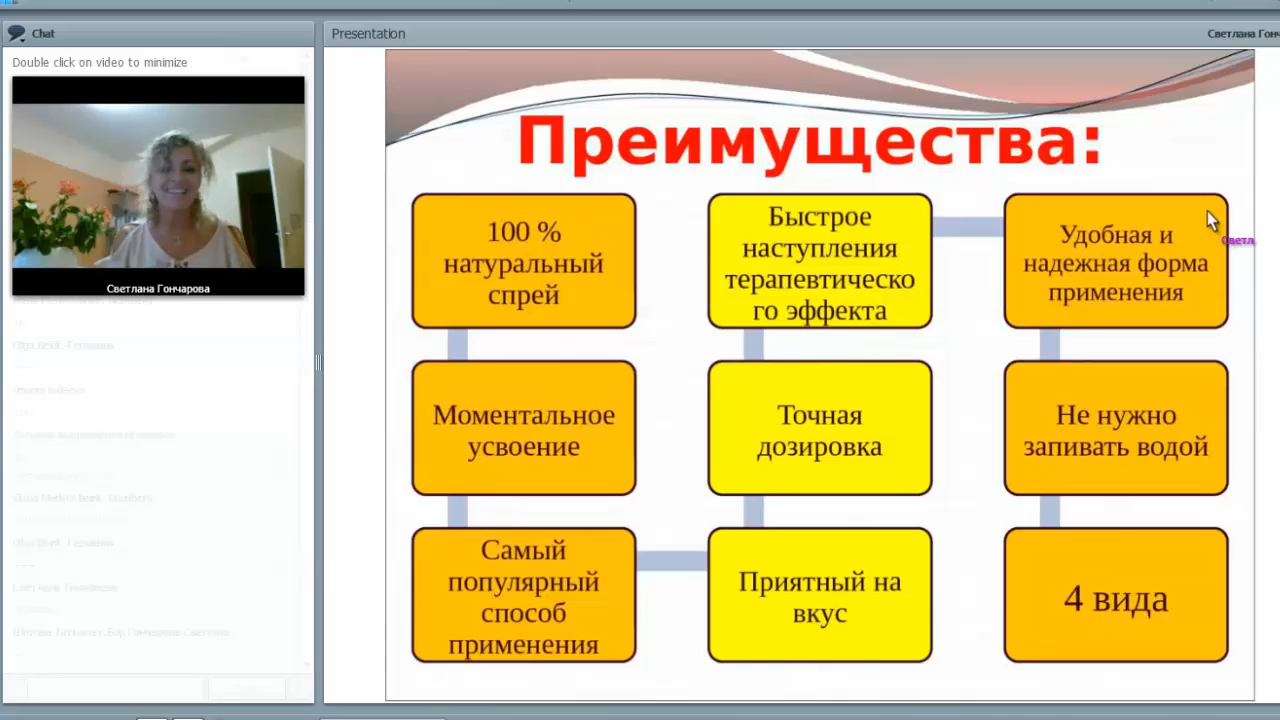 Chat
Presentation
Светлана Гонч
Double click on video to minimize
Светлана Гончарова
Преимущества:
100 %
натуральный
спрей
Моментальное
усвоение
Самый
популярный
способ
применения
Приятный на
вкус
Точная
дозировка
Быстрое
наступления
терапевтическо
го эффекта
Удобная и
надежная форма
применения
Светл
Не нужно
запивать водой
4 вида